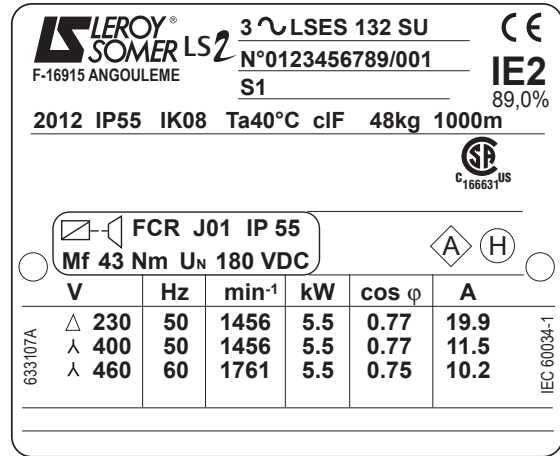 LEROY®
SOMER LS2
F-16915 ANGOULEME
3 ∿ LSES 132 SU
N°0123456789/001
S1
CE
IE2
89,0%
2012 IP55 IK08 Ta40°C clF 48kg 1000m
SA
C 166631 US
FCR J01 IP 55
Mf 43 Nm UN 180 VDC
A H
V Hz min-1 kW cos φ A
△ 230 50 1456 5.5 0.77 19.9
⅄ 400 50 1456 5.5 0.77 11.5
⅄ 460 60 1761 5.5 0.75 10.2
633107A
IEC 60034-1